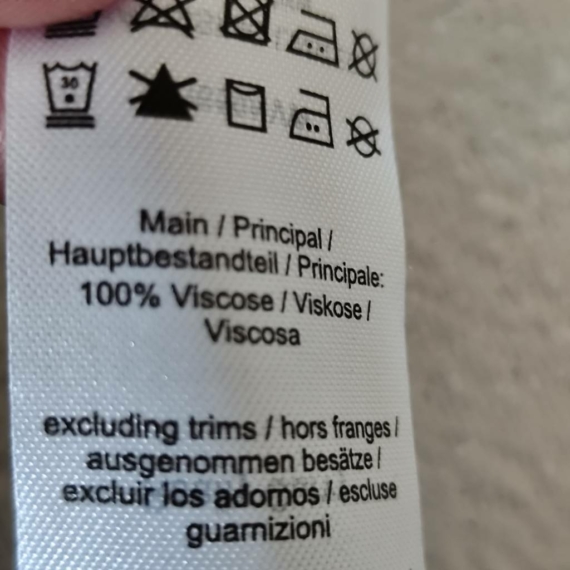 30
Main / Principal /
Hauptbestandteil / Principale:
100% Viscose / Viskose /
Viscosa
excluding trims / hors franges /
ausgenommen besätze /
excluir los adornos / escluse
guarnizioni